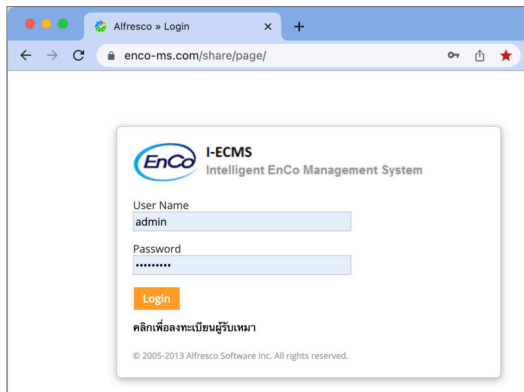 Alfresco » Login
enco-ms.com/share/page/
EnCo
I-ECMS
Intelligent EnCo Management System
User Name
admin
Password
•••••••••
Login
คลิกเพื่อลงทะเบียนผู้รับเหมา
© 2005-2013 Alfresco Software Inc. All rights reserved.